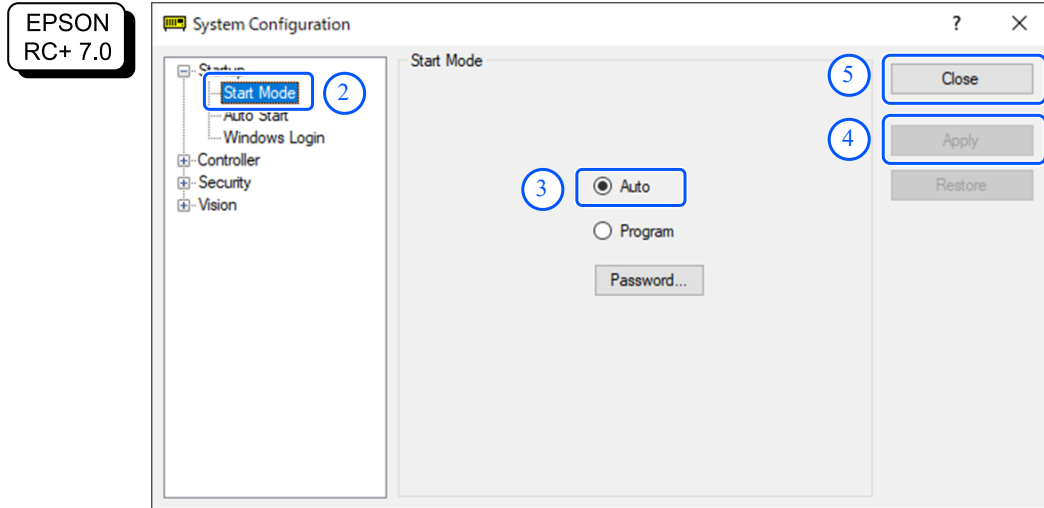 EPSON
RC+ 7.0
System Configuration
?
Startup
Start Mode
2
Auto Start
Windows Login
Controller
Security
Vision
Start Mode
3
Auto
Program
Password...
5
Close
4
Apply
Restore